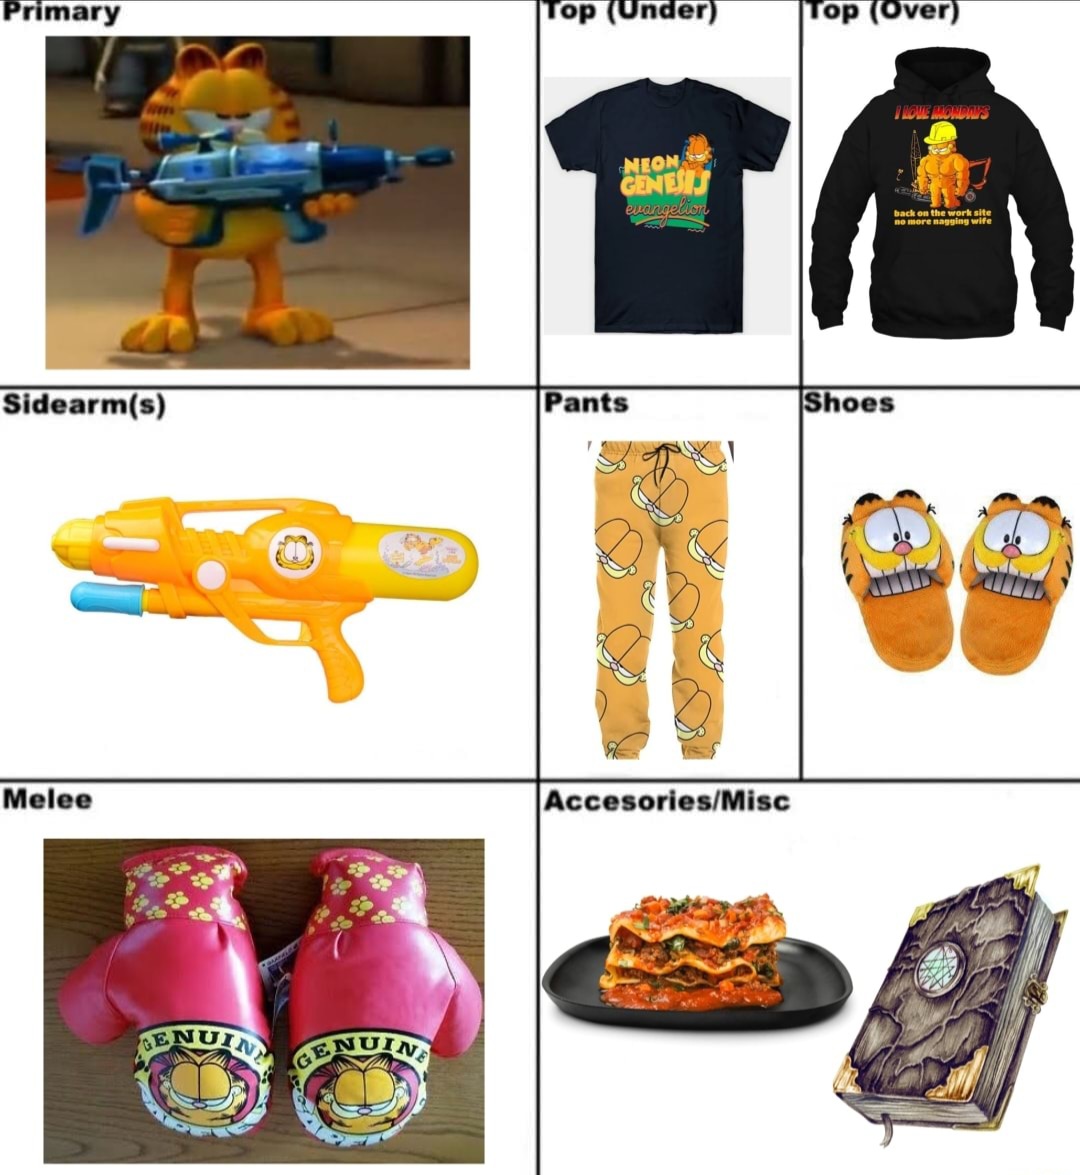 Primary
Top (Under)
Top (Over)
NEON
GENESIS
evangelion
I LOVE MONDAYS
back on the work site
no more nagging wife
Sidearm(s)
Pants
Shoes
Melee
Accesories/Misc
GENUINE
GENUINE